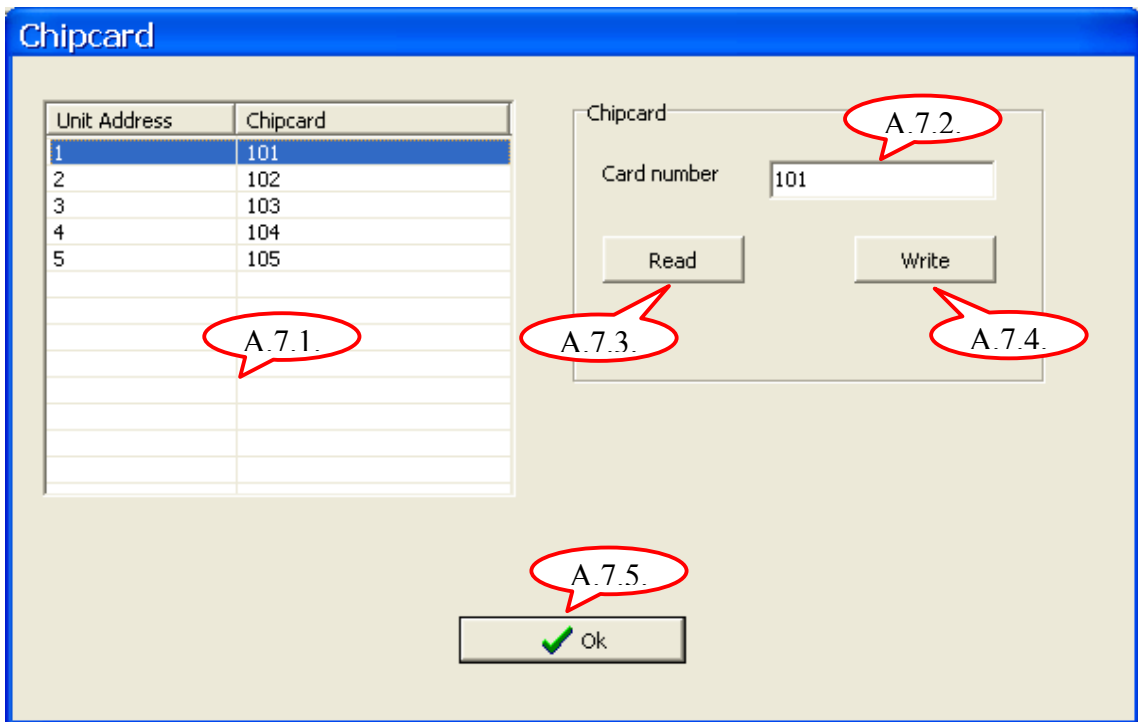 Chipcard
Unit Address Chipcard
1 101
2 102
3 103
4 104
5 105
A.7.1.
Chipcard
A.7.2.
Card number 101
Read Write
A.7.3. A.7.4.
A.7.5.
Ok